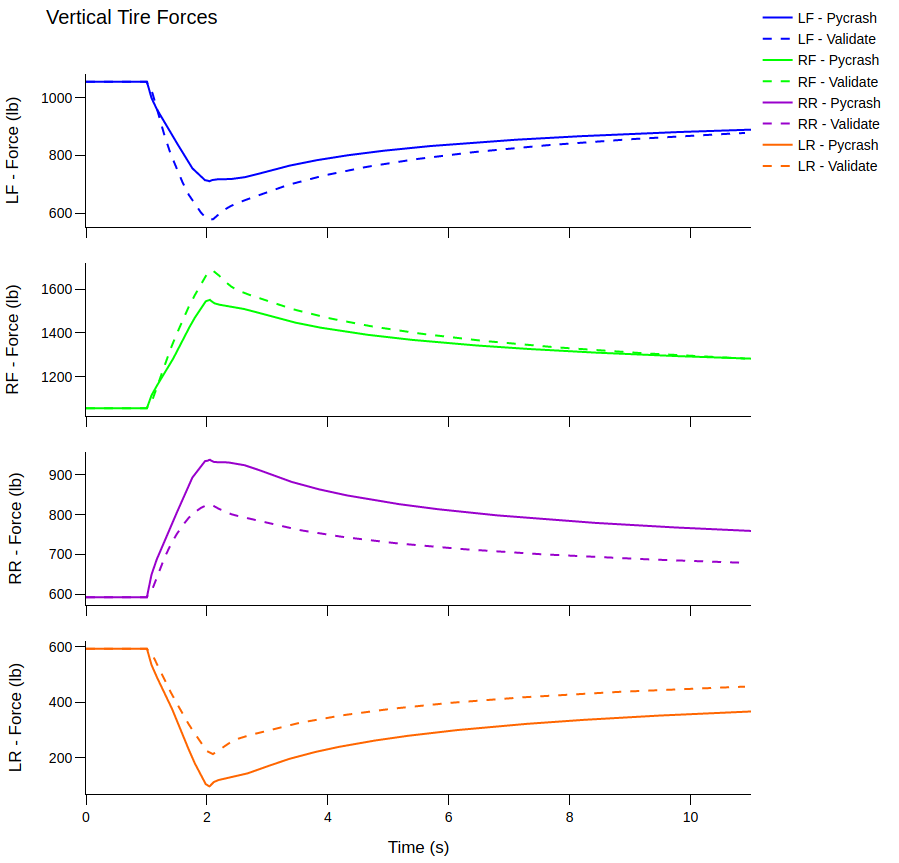 Vertical Tire Forces
LF - Pycrash
LF - Validate
RF - Pycrash
RF - Validate
RR - Pycrash
RR - Validate
LR - Pycrash
LR - Validate
LF - Force (lb)
1000
800
600
RF - Force (lb)
1600
1400
1200
RR - Force (lb)
900
800
700
600
LR - Force (lb)
600
400
200
0 2 4 6 8 10
Time (s)